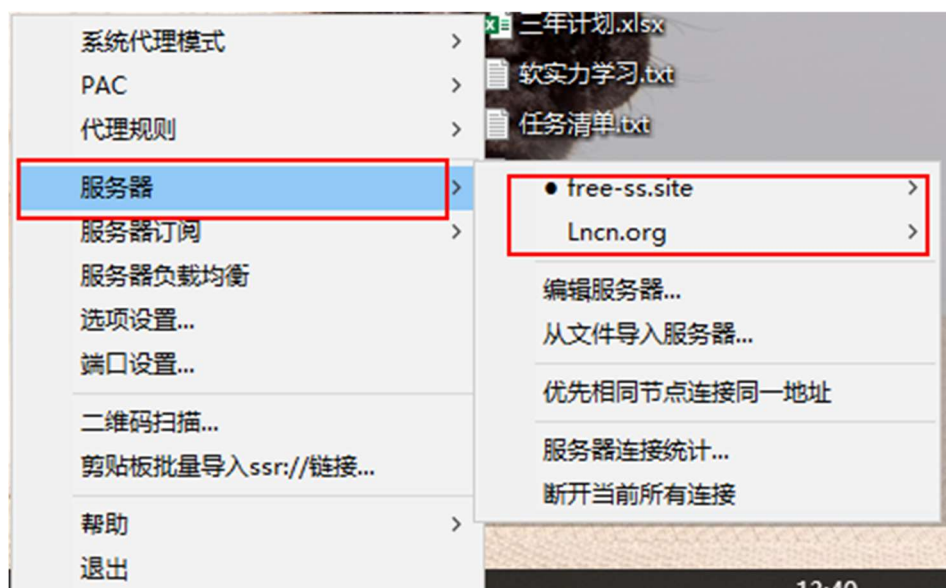 系统代理模式
PAC
代理规则
服务器
服务器订阅
服务器负载均衡
选项设置...
端口设置...
二维码扫描...
剪贴板批量导入ssr://链接...
帮助
退出
三年计划.xlsx
软实力学习.txt
任务清单.txt
free-ss.site
Lncn.org
编辑服务器...
从文件导入服务器...
优先相同节点连接同一地址
服务器连接统计...
断开当前所有连接